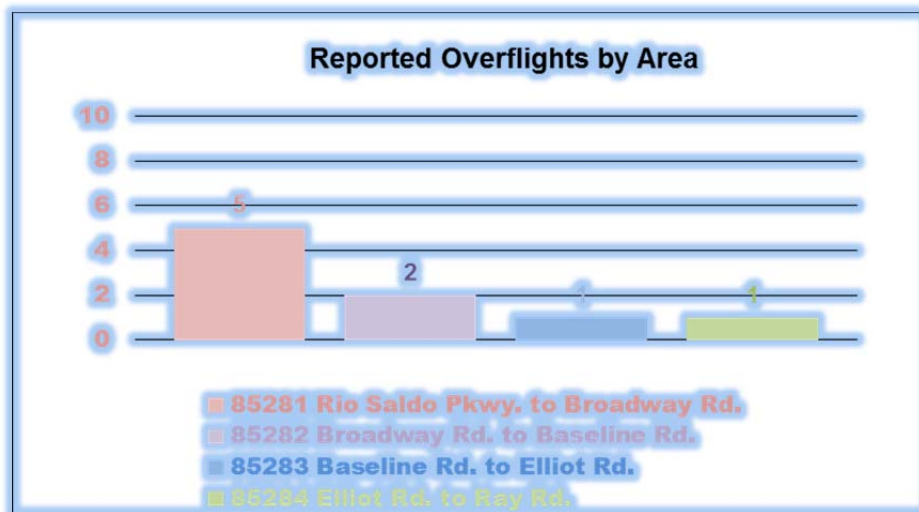 Reported Overflights by Area
10
8
6
5
4
2
2
1
1
0
85281 Rio Saldo Pkwy. to Broadway Rd.
85282 Broadway Rd. to Baseline Rd.
85283 Baseline Rd. to Elliot Rd.
85284 Elliot Rd. to Ray Rd.